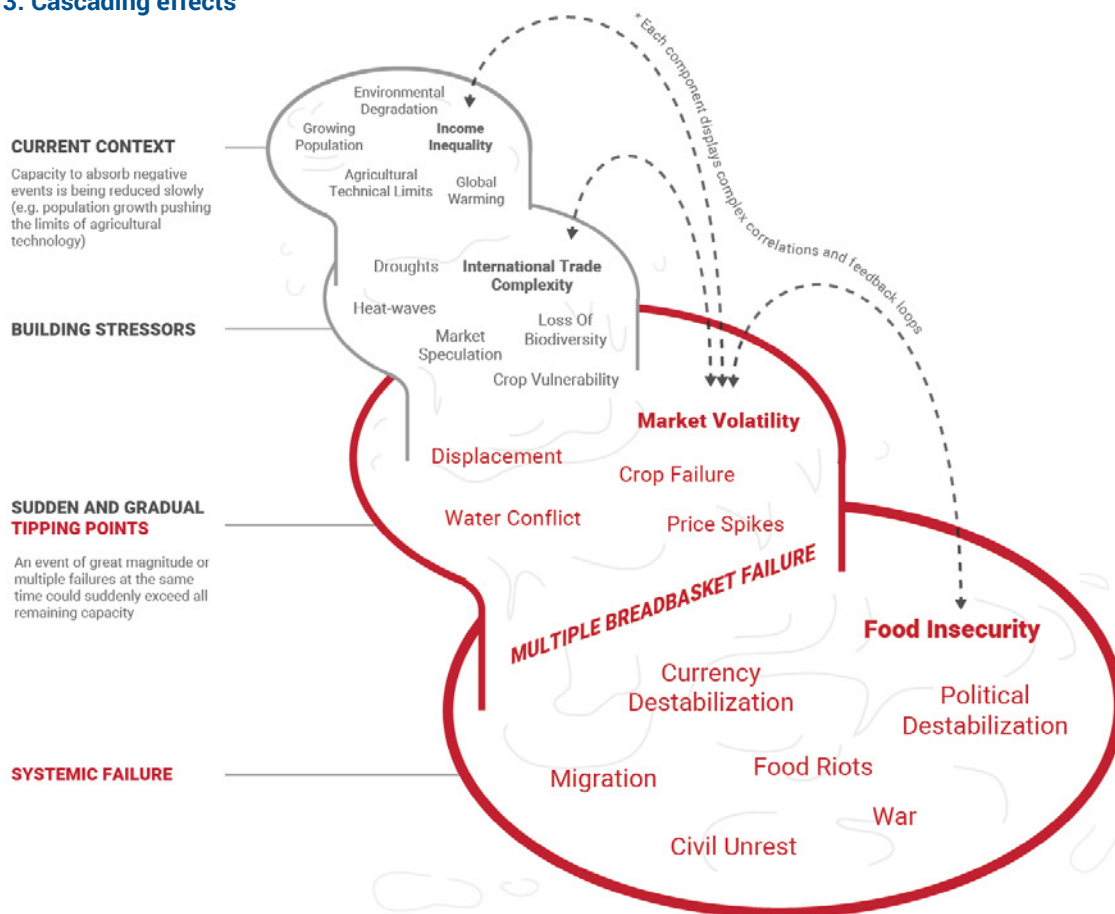 3. Cascading effects
* Each component displays complex correlations and feedback loops
CURRENT CONTEXT
Capacity to absorb negative
events is being reduced slowly
(e.g. population growth pushing
the limits of agricultural
technology)
Environmental
Degradation
Growing
Population
Income
Inequality
Agricultural
Technical Limits
Global
Warming
BUILDING STRESSORS
Droughts
International Trade
Complexity
Heat-waves
Loss Of
Biodiversity
Market
Speculation
Crop Vulnerability
SUDDEN AND GRADUAL
TIPPING POINTS
An event of great magnitude or
multiple failures at the same
time could suddenly exceed all
remaining capacity
Market Volatility
Displacement
Crop Failure
Water Conflict
Price Spikes
MULTIPLE BREADBASKET FAILURE
SYSTEMIC FAILURE
Food Insecurity
Currency
Destabilization
Political
Destabilization
Migration
Food Riots
War
Civil Unrest